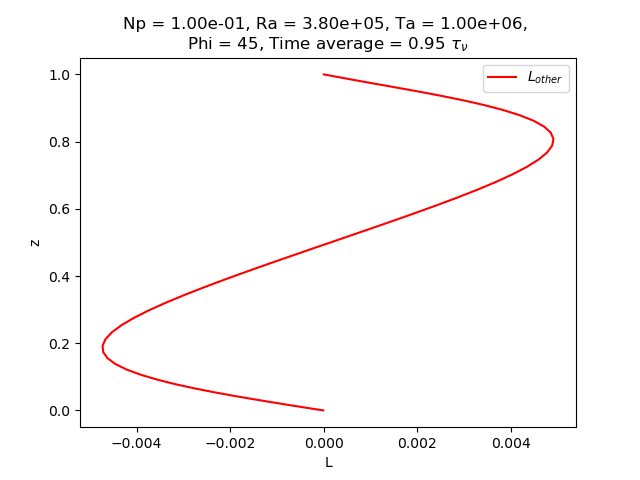 Np = 1.00e-01, Ra = 3.80e+05, Ta = 1.00e+06,
Phi = 45, Time average = 0.95 τ_ν
L_other
1.0
0.8
0.6
z
0.4
0.2
0.0
−0.004 −0.002 0.000 0.002 0.004
L